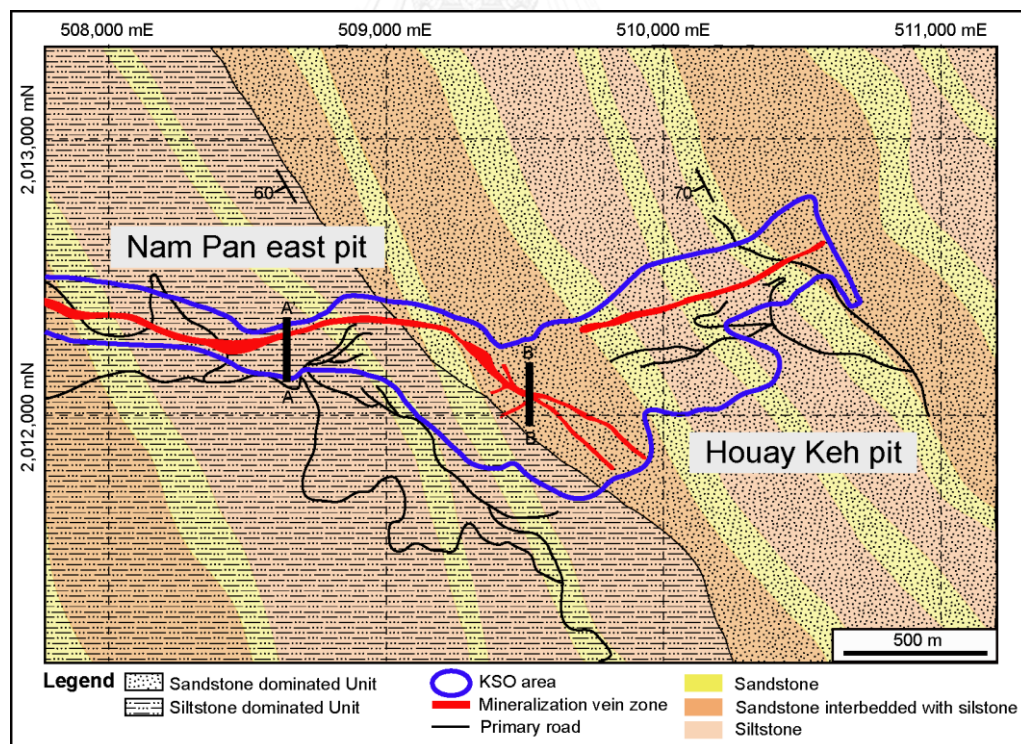 508,000 mE
509,000 mE
510,000 mE
511,000 mE
2,013,000 mN
2,012,000 mN
60
70
Nam Pan east pit
A'
A
B'
B
Houay Keh pit
500 m
Legend
Sandstone dominated Unit
Siltstone dominated Unit
KSO area
Mineralization vein zone
Primary road
Sandstone
Sandstone interbedded with silstone
Siltstone